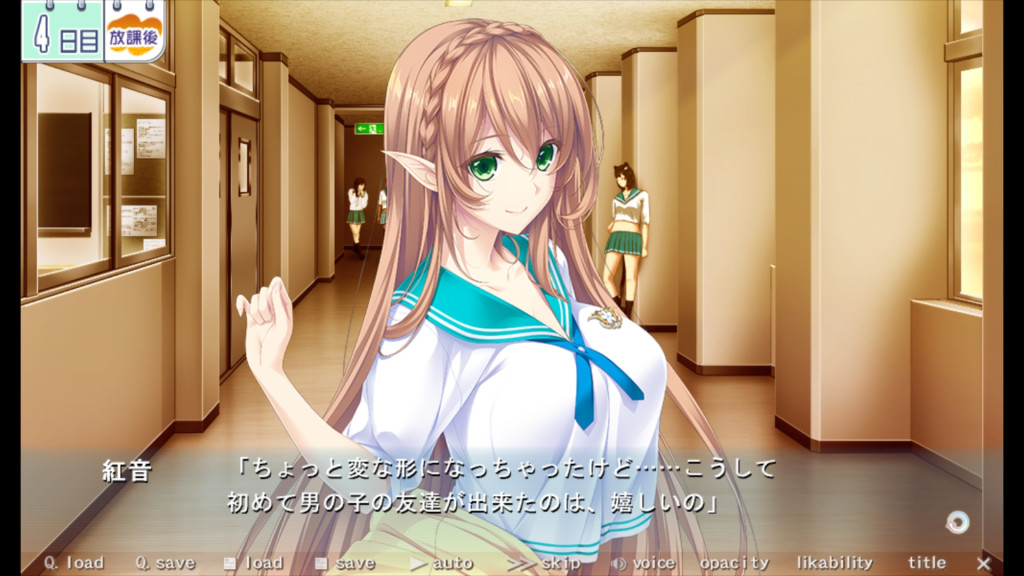 4日目 放課後
紅音
「ちょっと変な形になっちゃったけど……こうして
初めて男の子の友達が出来たのは、嬉しいの」
Q. load Q. save load save auto skip voice opacity likability title